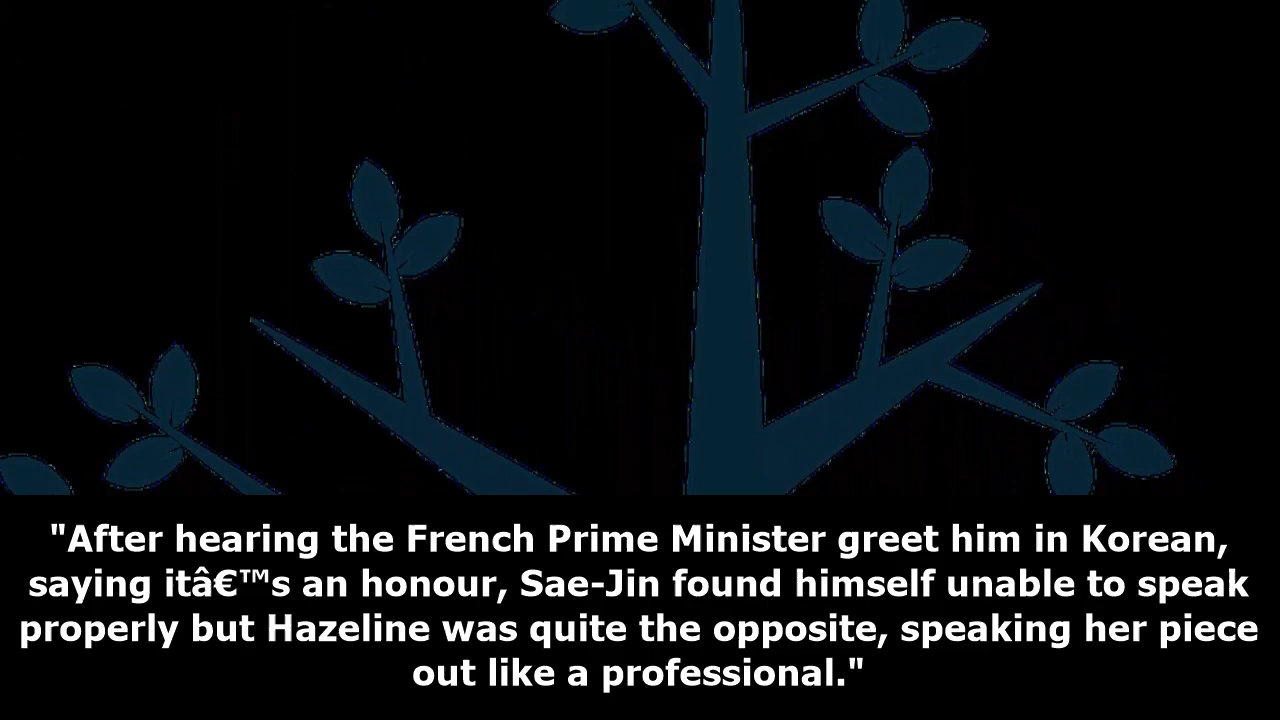 "After hearing the French Prime Minister greet him in Korean,
saying itâ€™s an honour, Sae-Jin found himself unable to speak
properly but Hazeline was quite the opposite, speaking her piece
out like a professional."